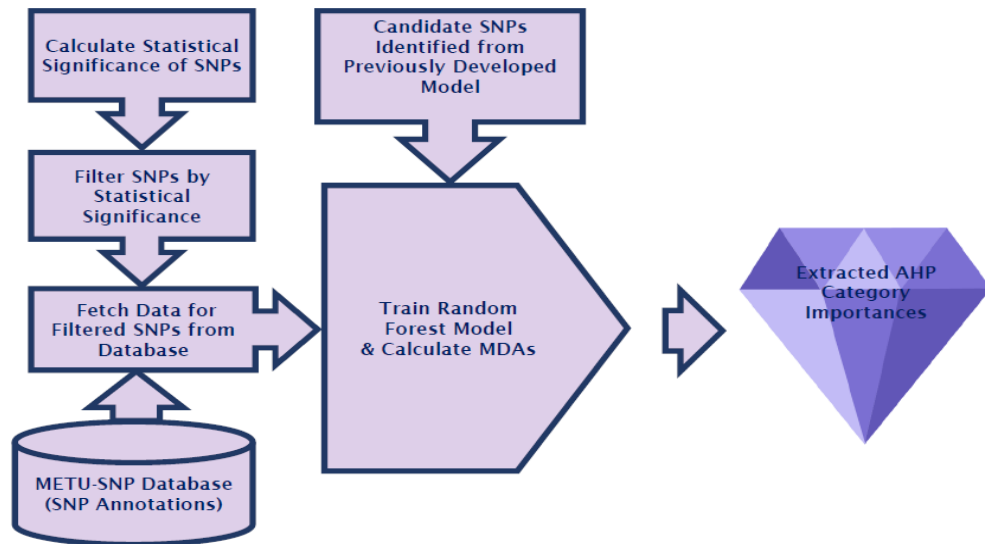 Calculate Statistical
Significance of SNPs
Filter SNPs by
Statistical
Significance
Fetch Data for
Filtered SNPs from
Database
METU-SNP Database
(SNP Annotations)
Candidate SNPs
Identified from
Previously Developed
Model
Train Random
Forest Model
& Calculate MDAs
Extracted AHP
Category
Importances